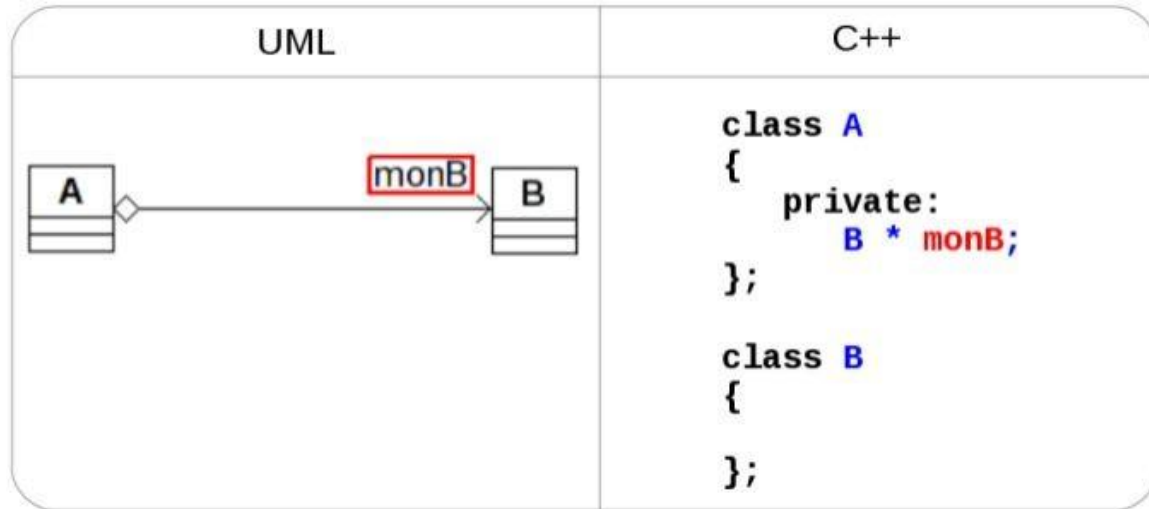 UML
C++
A
monB
B
class A
{
private:
B * monB;
};
class B
{
};